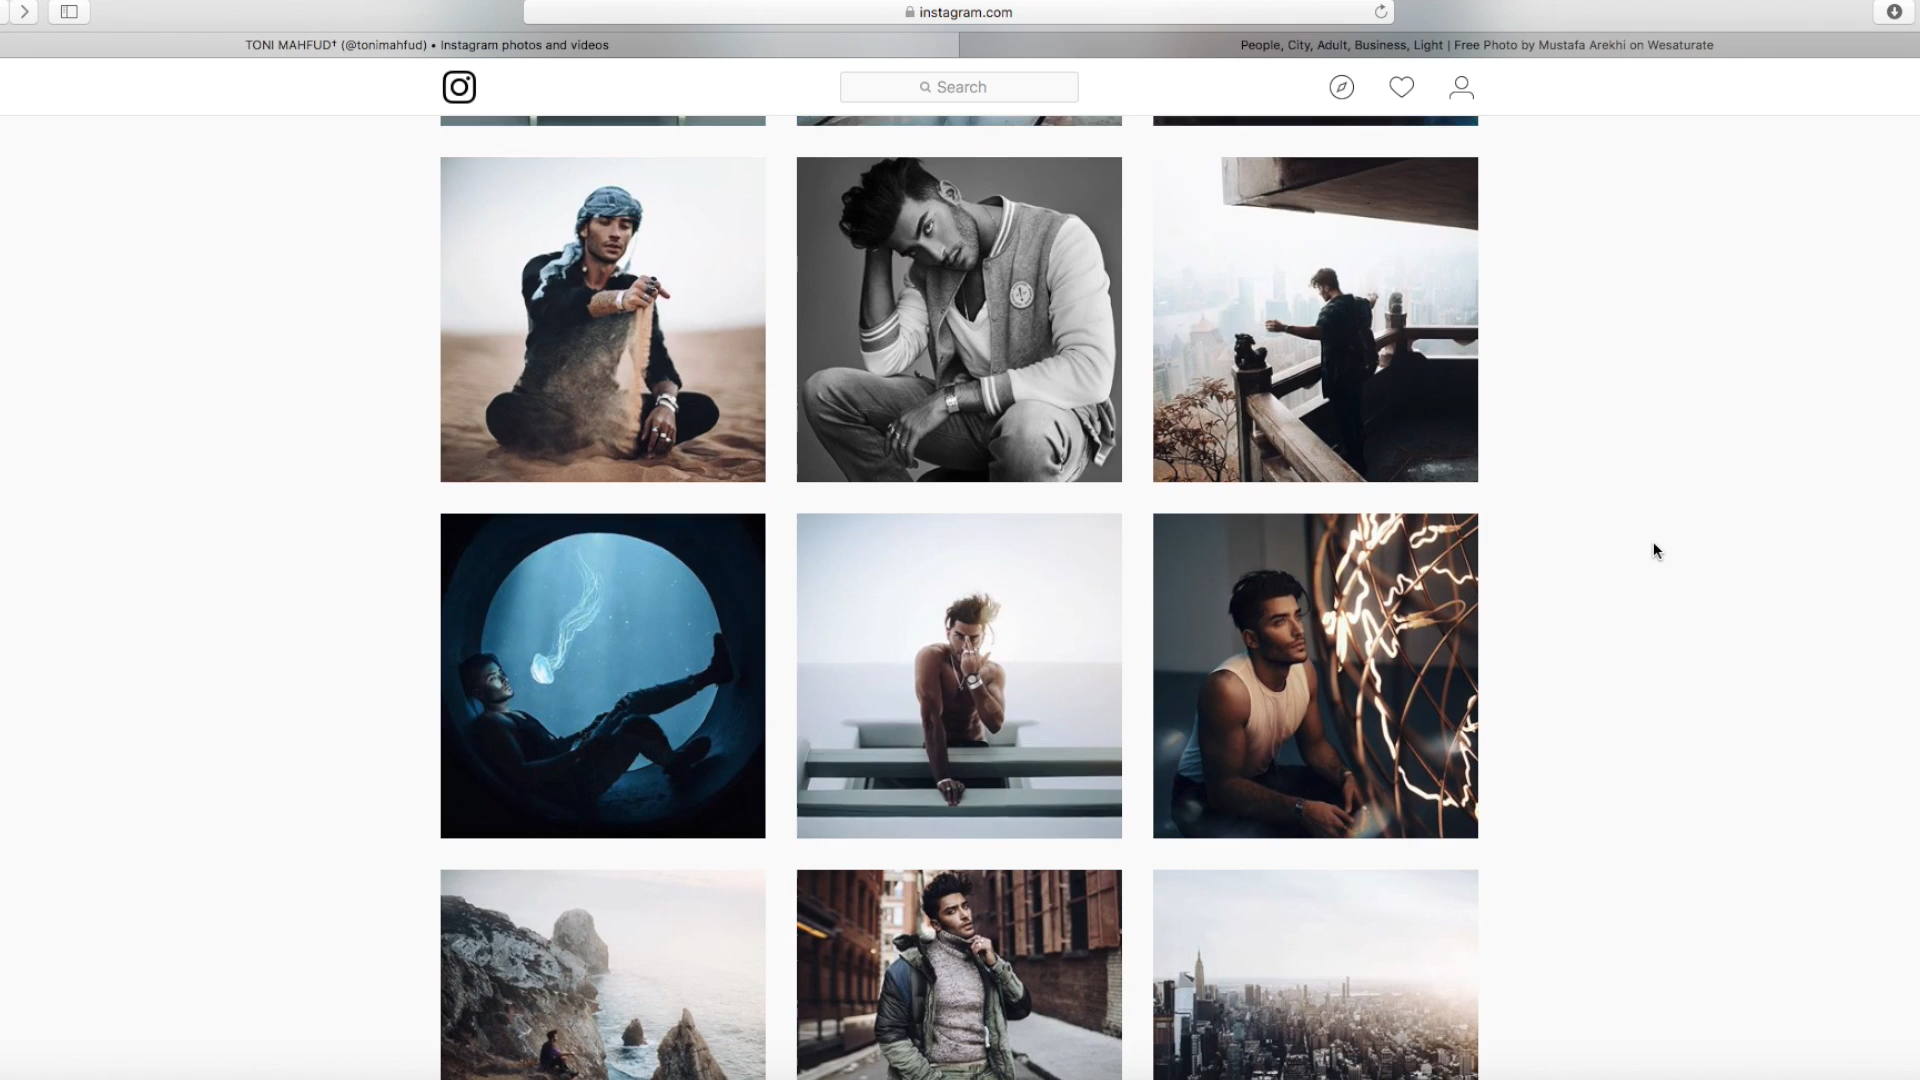 instagram.com
TONI MAHFUD† (@tonimahfud) • Instagram photos and videos
People, City, Adult, Business, Light | Free Photo by Mustafa Arekhi on Wesaturate
Search